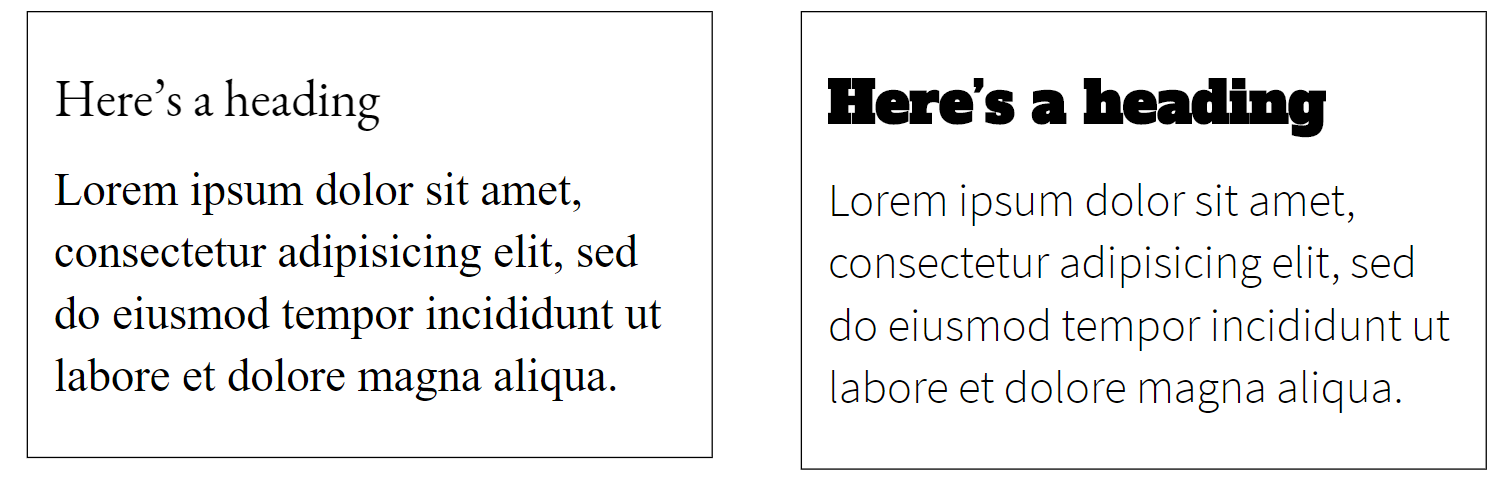 Here’s a heading
Lorem ipsum dolor sit amet,
consectetur adipisicing elit, sed
do eiusmod tempor incididunt ut
labore et dolore magna aliqua.
Here’s a heading
Lorem ipsum dolor sit amet,
consectetur adipisicing elit, sed
do eiusmod tempor incididunt ut
labore et dolore magna aliqua.